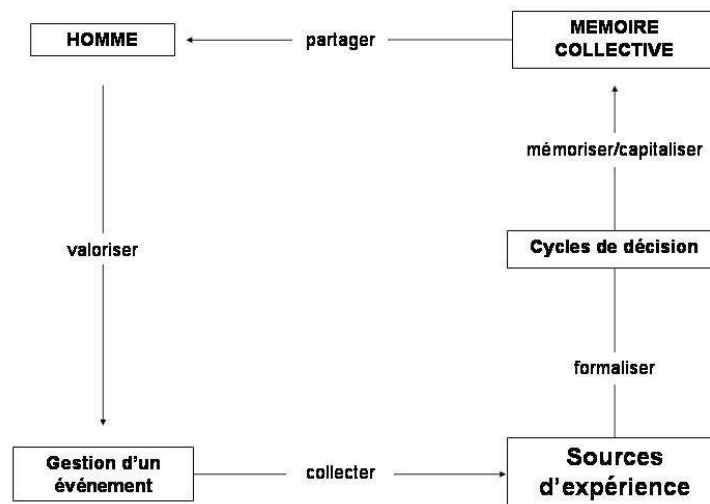 HOMME
partager
MEMOIRE
COLLECTIVE
mémoriser/capitaliser
valoriser
Cycles de décision
formaliser
Gestion d'un
événement
collecter
Sources
d'expérience